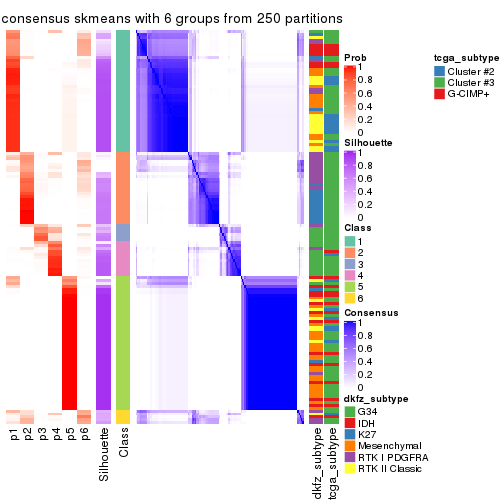 consensus skmeans with 6 groups from 250 partitions
Prob
1
0.8
0.6
0.4
0.2
0
Silhouette
1
0.8
0.6
0.4
0.2
0
Class
1
2
3
4
5
6
Consensus
1
0.8
0.6
0.4
0.2
0
dkfz_subtype
G34
IDH
K27
Mesenchymal
RTK I PDGFRA
RTK II Classic
tcga_subtype
Cluster #2
Cluster #3
G-CIMP+
p1
p2
p3
p4
p5
p6
Silhouette
Class
dkfz_subtype
tcga_subtype